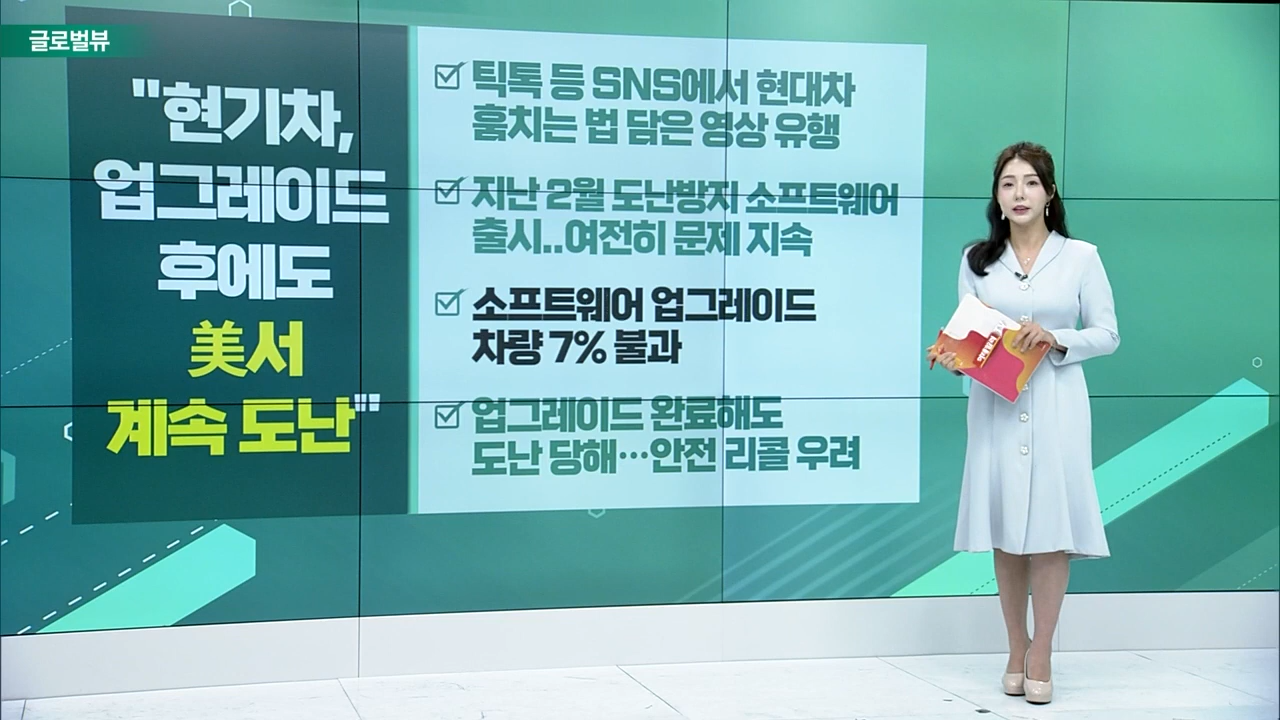 글로벌뷰
"현기차,
업그레이드
후에도
美서
계속 도난"
틱톡 등 SNS에서 현대차
훔치는 법 담은 영상 유행
지난 2월 도난방지 소프트웨어
출시..여전히 문제 지속
소프트웨어 업그레이드
차량 7% 불과
업그레이드 완료해도
도난 당해…안전 리콜 우려